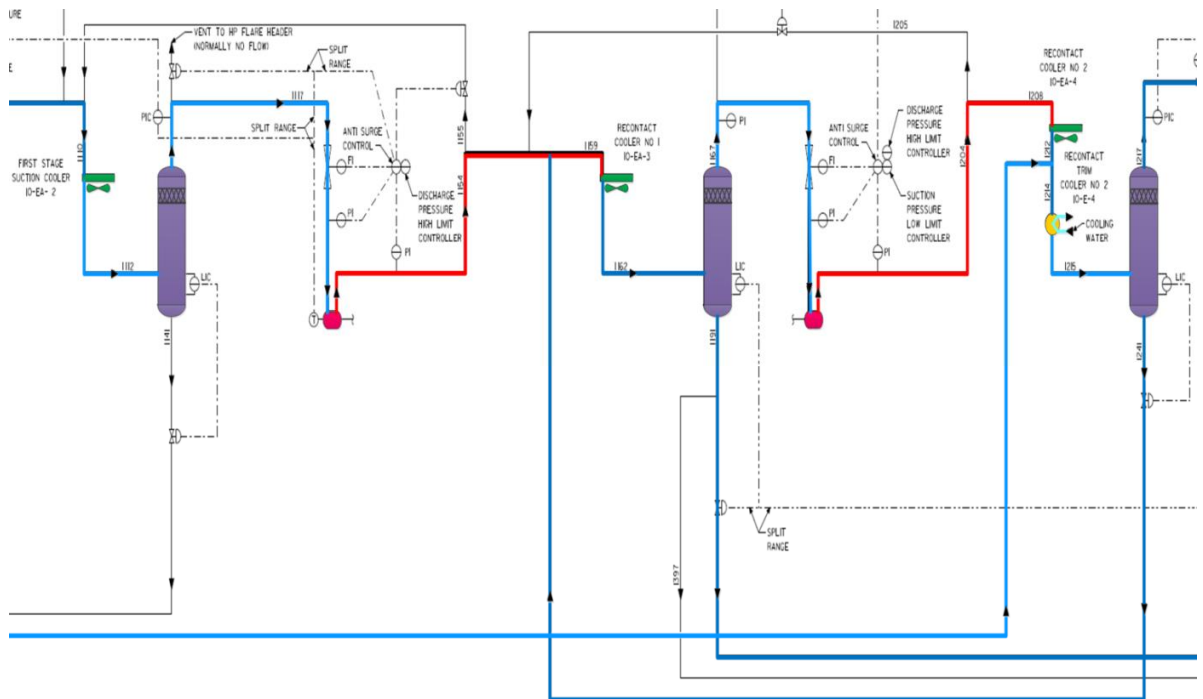 URE
E
VENT TO HP FLARE HEADER
(NORMALLY NO FLOW)
SPLIT
RANGE
1205
RECONTACT
COOLER NO 2
10-EA-4
1117
PIC
SPLIT RANGE
ANTI SURGE
CONTROL
1155
1110
FIRST STAGE
SUCTION COOLER
10-EA- 2
FI
PI
DISCHARGE
PRESSURE
HIGH LIMIT
CONTROLLER
1154
1159
RECONTACT
COOLER NO 1
10-EA-3
PI
1167
ANTI SURGE
CONTROL
DISCHARGE
PRESSURE
HIGH LIMIT
CONTROLLER
FI
PI
SUCTION
PRESSURE
LOW LIMIT
CONTROLLER
1204
1208
1212
RECONTACT
TRIM
COOLER NO 2
10-E-4
1214
COOLING
WATER
PIC
1217
1112
LIC
PI
1162
LIC
PI
1215
LIC
T
1141
1191
1241
1397
SPLIT
RANGE